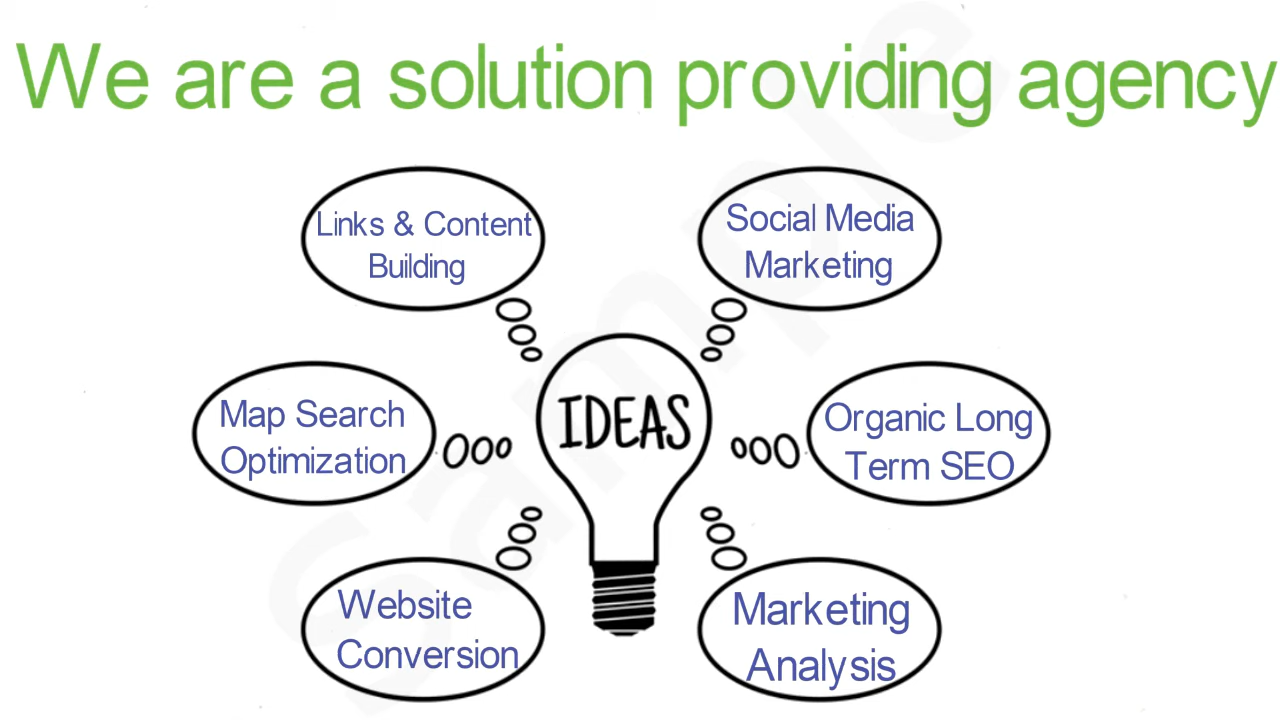 We are a solution providing agency
Links & Content
Building
Social Media
Marketing
IDEAS
Map Search
Optimization
Organic Long
Term SEO
Website
Conversion
Marketing
Analysis
Sample